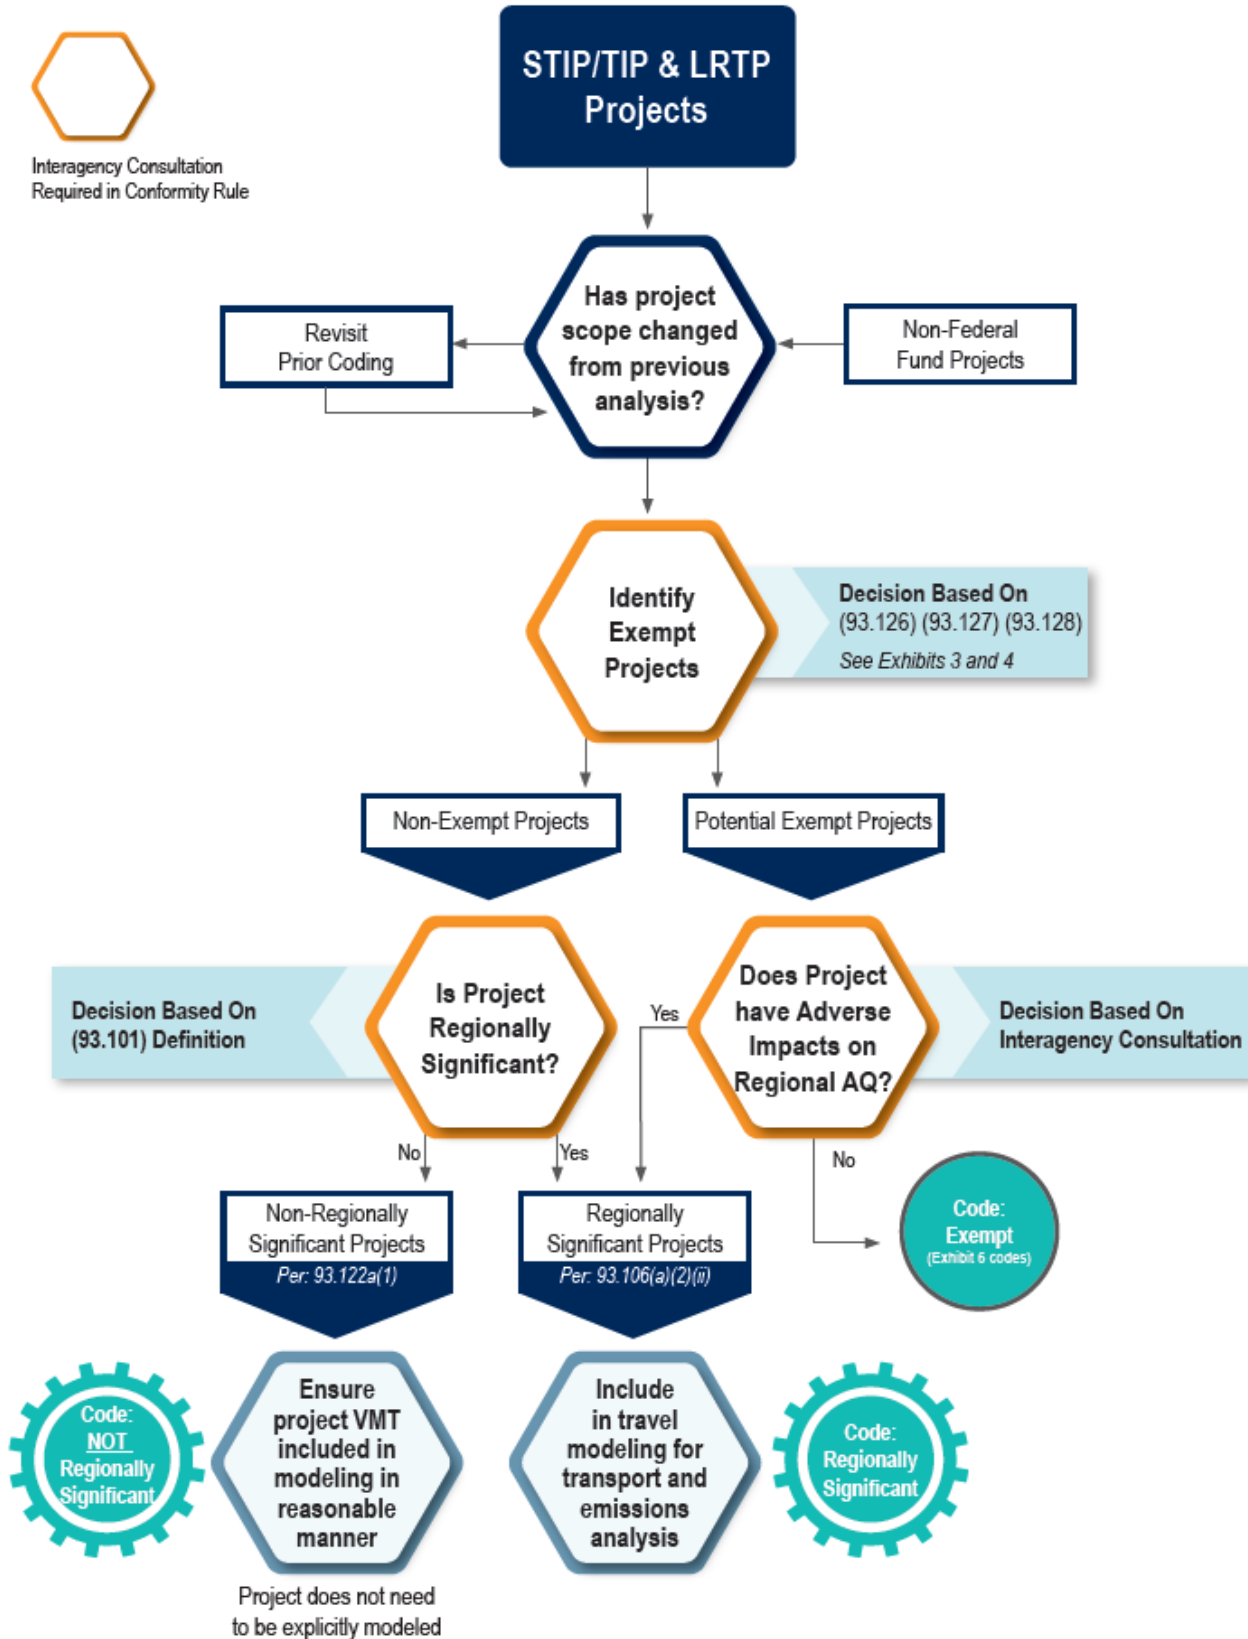 STIP/TIP & LRTP
Projects
Interagency Consultation
Required in Conformity Rule
Has project
scope changed
from previous
analysis?
Revisit
Prior Coding
Non-Federal
Fund Projects
Identify
Exempt
Projects
Decision Based On
(93.126) (93.127) (93.128)
See Exhibits 3 and 4
Non-Exempt Projects
Potential Exempt Projects
Decision Based On
(93.101) Definition
Is Project
Regionally
Significant?
Yes
Does Project
have Adverse
Impacts on
Regional AQ?
Decision Based On
Interagency Consultation
No
Yes
No
Non-Regionally
Significant Projects
Per: 93.122a(1)
Regionally
Significant Projects
Per: 93.106(a)(2)(ii)
Code:
Exempt
(Exhibit 6 codes)
Code:
NOT
Regionally
Significant
Ensure
project VMT
included in
modeling in
reasonable
manner
Include
in travel
modeling for
transport and
emissions
analysis
Code:
Regionally
Significant
Project does not need
to be explicitly modeled